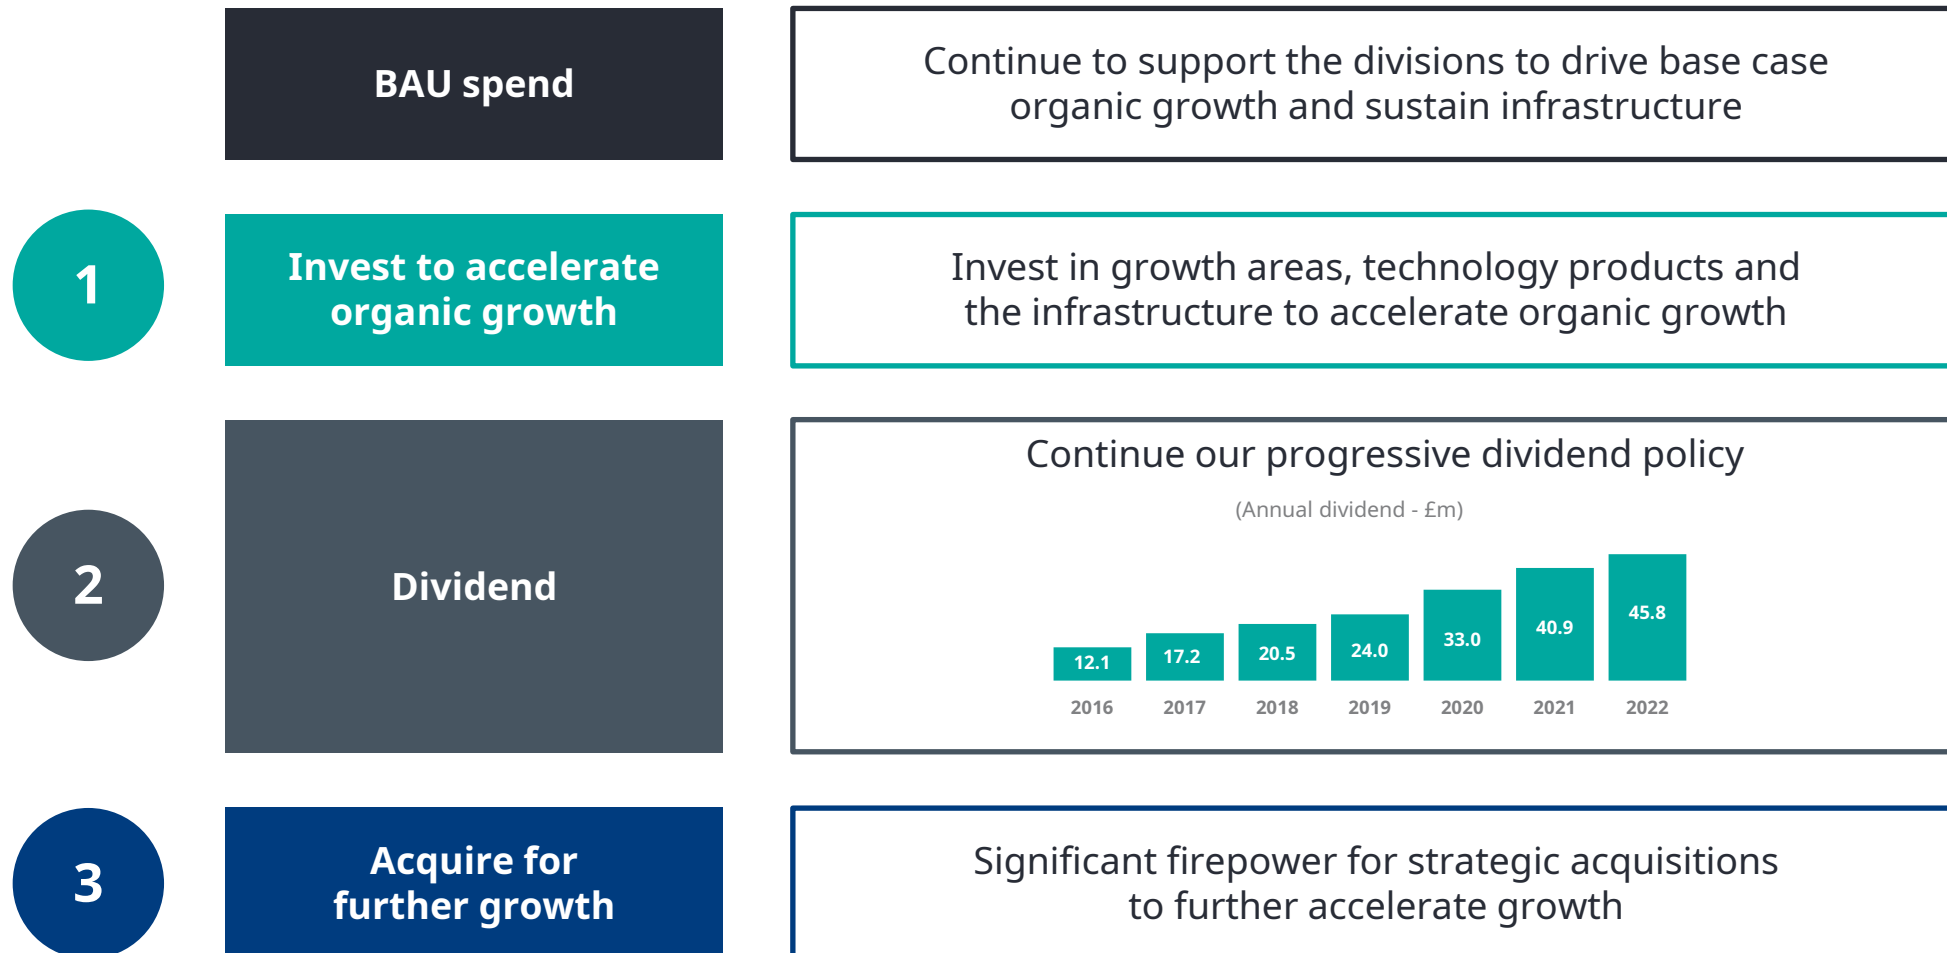 BAU spend
Continue to support the divisions to drive base case
organic growth and sustain infrastructure
1
Invest to accelerate
organic growth
Invest in growth areas, technology products and
the infrastructure to accelerate organic growth
2
Dividend
Continue our progressive dividend policy
(Annual dividend - £m)
12.1 17.2 20.5 24.0 33.0 40.9 45.8
2016 2017 2018 2019 2020 2021 2022
3
Acquire for
further growth
Significant firepower for strategic acquisitions
to further accelerate growth